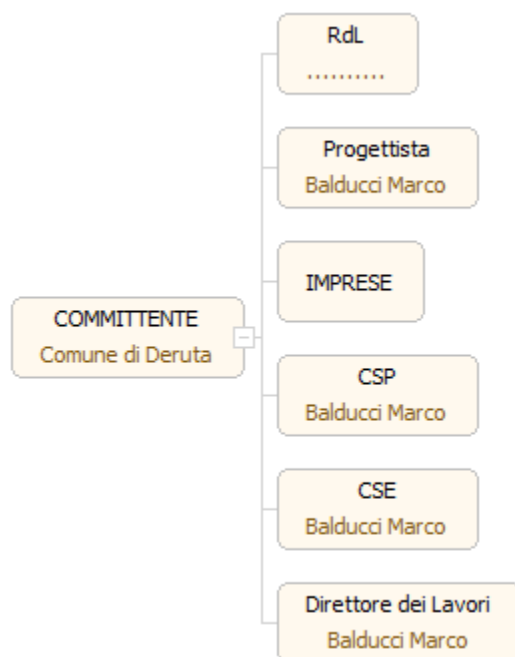 RdL
..........
Progettista
Balducci Marco
IMPRESE
COMMITTENTE
Comune di Deruta
CSP
Balducci Marco
CSE
Balducci Marco
Direttore dei Lavori
Balducci Marco